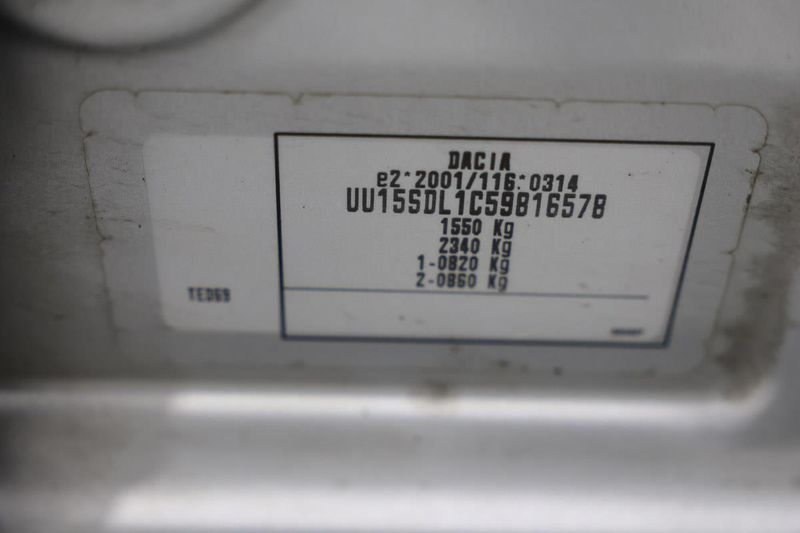 DACIA
e2*2001/116*0314
UU15SDL1C59816578
1550 Kg
2340 Kg
1-0820 Kg
2-0860 Kg
TED69